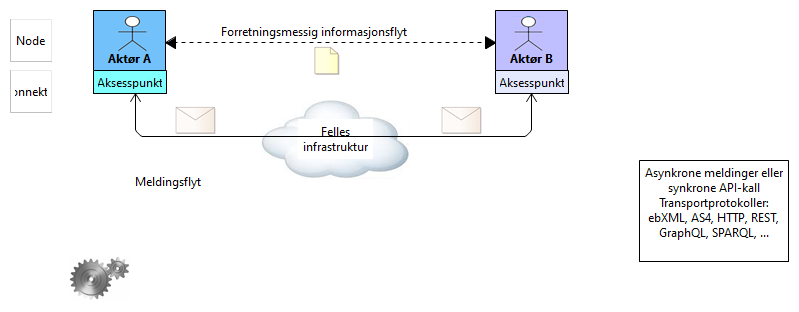 Forretningsmessig informasjonsflyt
Node
Aktør A
Aktør B
Aksesspunkt
Aksesspunkt
onnekt
Felles
infrastruktur
Meldingsflyt
Asynkrone meldinger eller
synkrone API-kall
Transportprotokoller:
ebXML, AS4, HTTP, REST,
GraphQL, SPARQL, ...